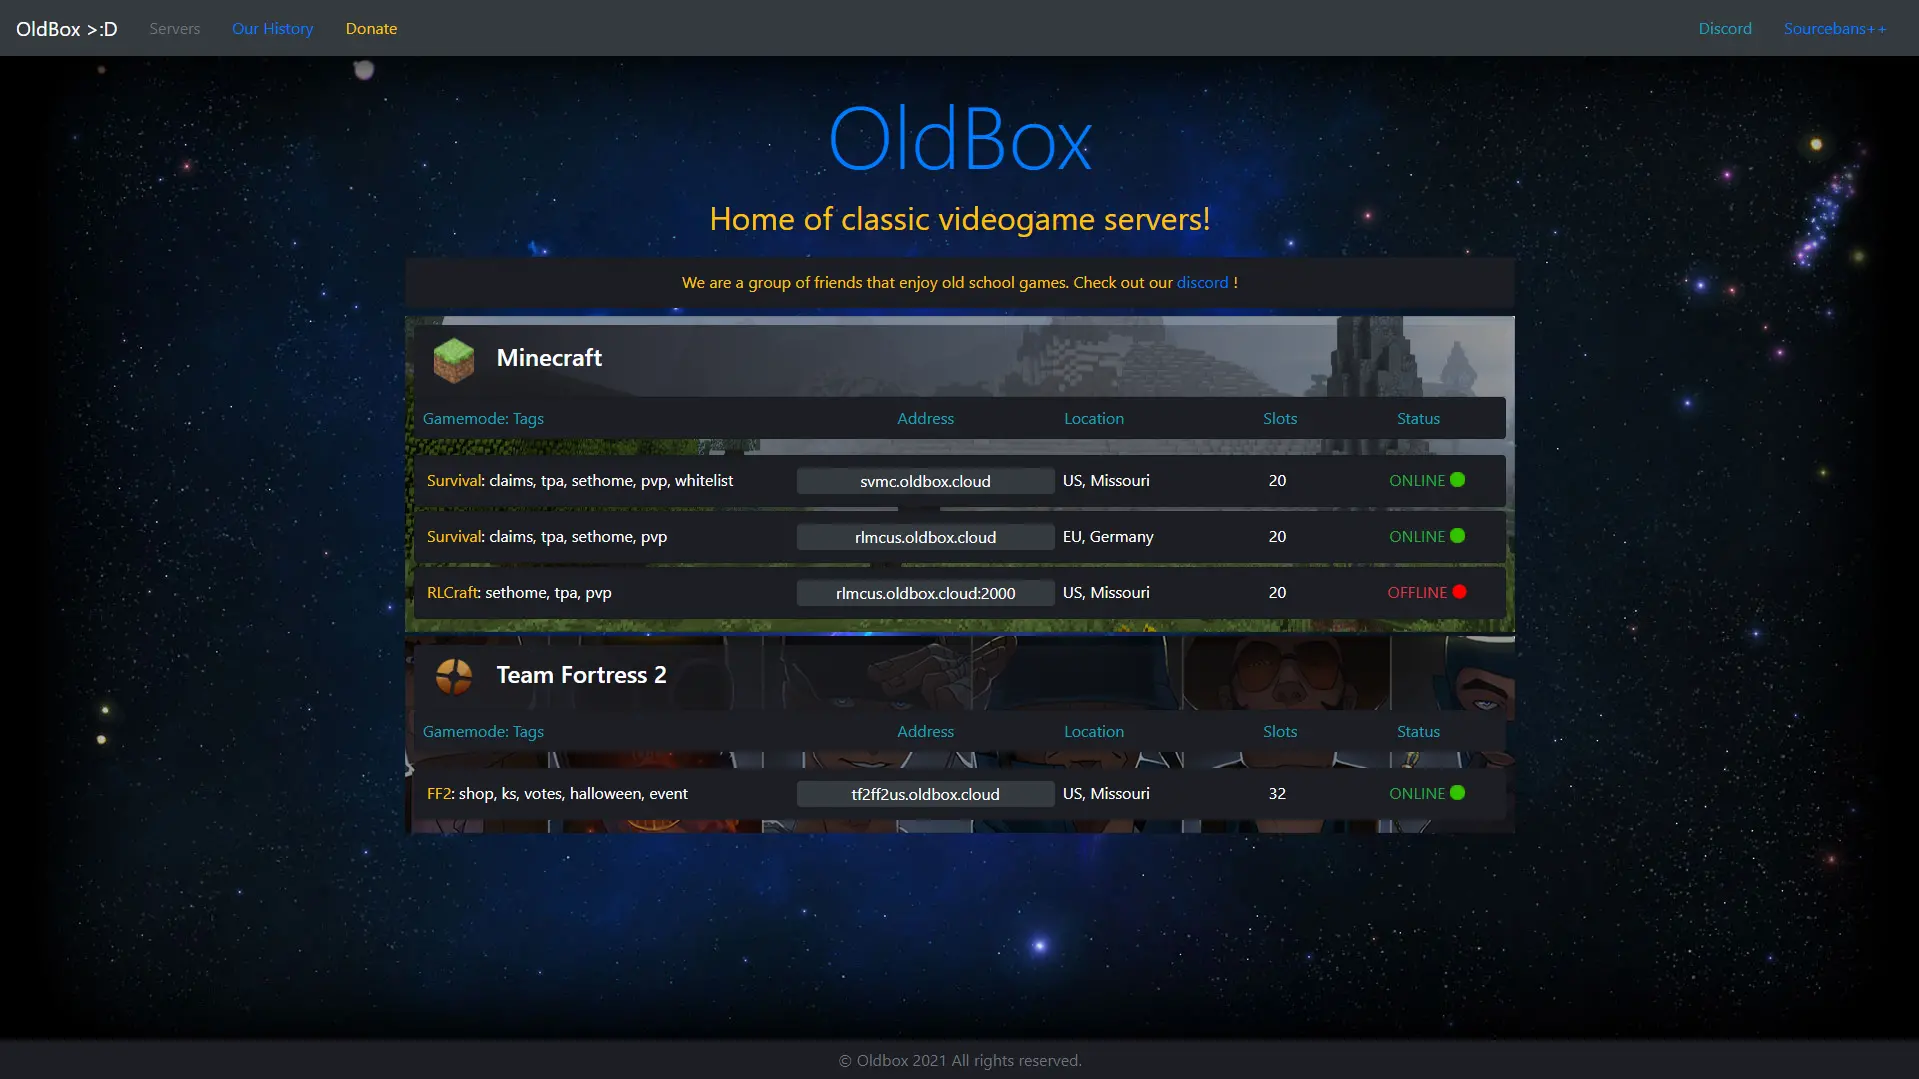 OldBox >:D Servers Our History Donate Discord Sourcebans++
OldBox
Home of classic videogame servers!
We are a group of friends that enjoy old school games. Check out our discord !
Minecraft
Gamemode: Tags Address Location Slots Status
Survival: claims, tpa, sethome, pvp, whitelist svmc.oldbox.cloud US, Missouri 20 ONLINE
Survival: claims, tpa, sethome, pvp rlmcus.oldbox.cloud EU, Germany 20 ONLINE
RLCraft: sethome, tpa, pvp rlmcus.oldbox.cloud:2000 US, Missouri 20 OFFLINE
Team Fortress 2
Gamemode: Tags Address Location Slots Status
FF2: shop, ks, votes, halloween, event tf2ff2us.oldbox.cloud US, Missouri 32 ONLINE
© Oldbox 2021 All rights reserved.